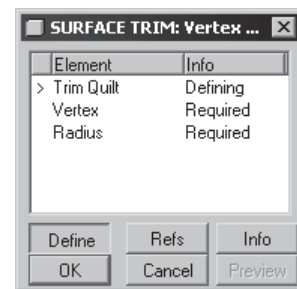 SURFACE TRIM: Vertex ...
Element Info
> Trim Quilt Defining
Vertex Required
Radius Required
Define Refs Info
OK Cancel Preview